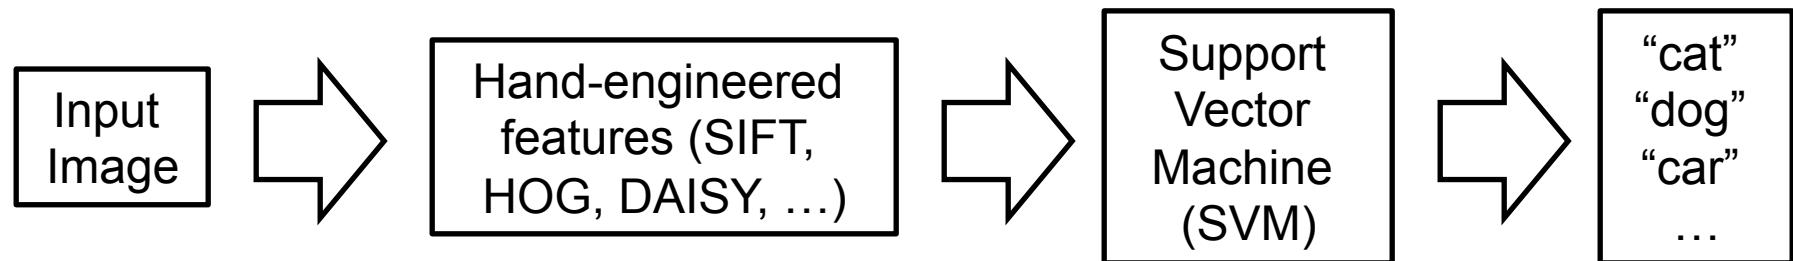 Input
Image
Hand-engineered
features (SIFT,
HOG, DAISY, …)
Support
Vector
Machine
(SVM)
“cat”
“dog”
“car”
…